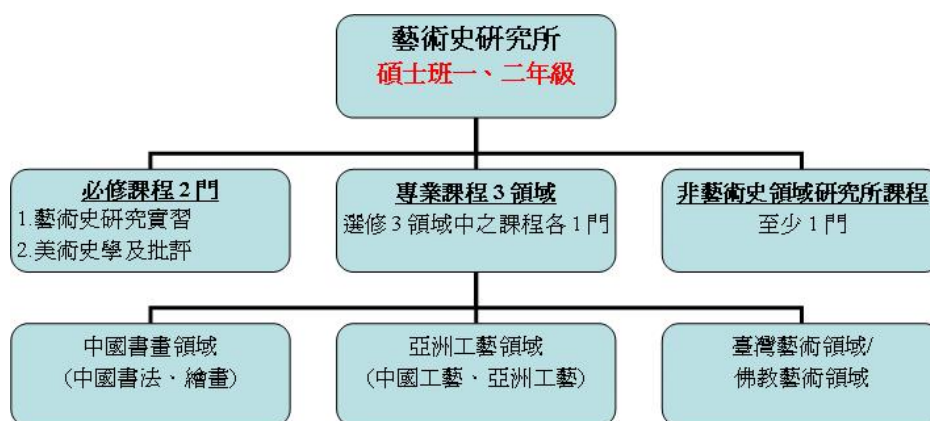 藝術史研究所
碩士班一、二年級
必修課程2門
1.藝術史研究實習
2.美術史學及批評
專業課程3領域
選修3領域中之課程各1門
非藝術史領域研究所課程
至少1門
中國書畫領域
(中國書法、繪畫)
亞洲工藝領域
(中國工藝、亞洲工藝)
臺灣藝術領域/
佛教藝術領域